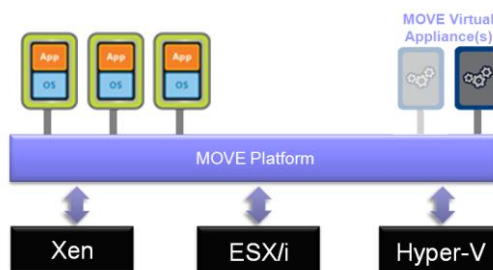 MOVE Virtual
Appliance(s)
App
App
App
OS
OS
OS
MOVE Platform
Xen
ESX/i
Hyper-V